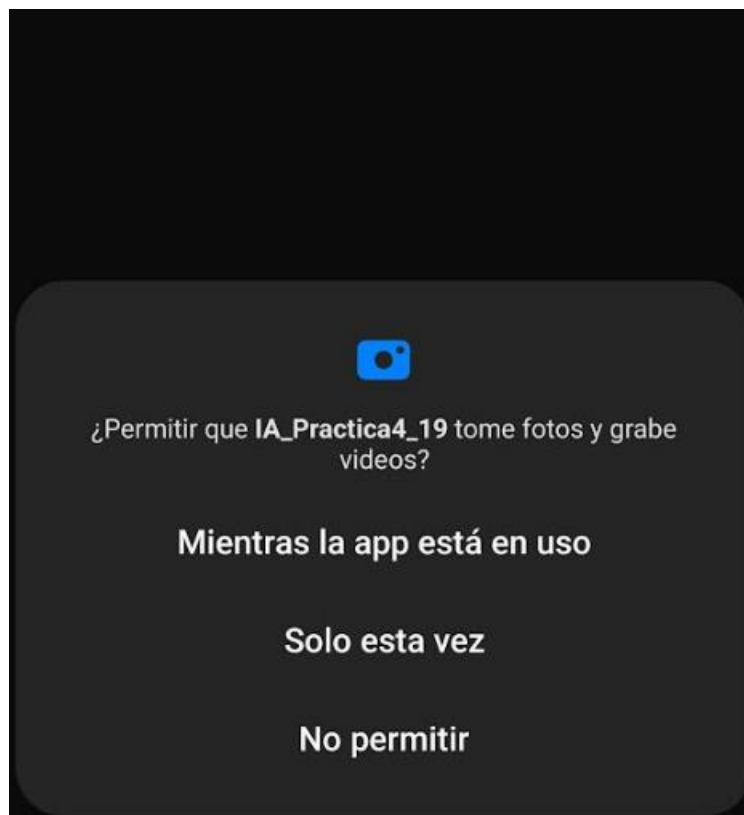 ¿Permitir que IA_Practica4_19 tome fotos y grabe
videos?
Mientras la app está en uso
Solo esta vez
No permitir